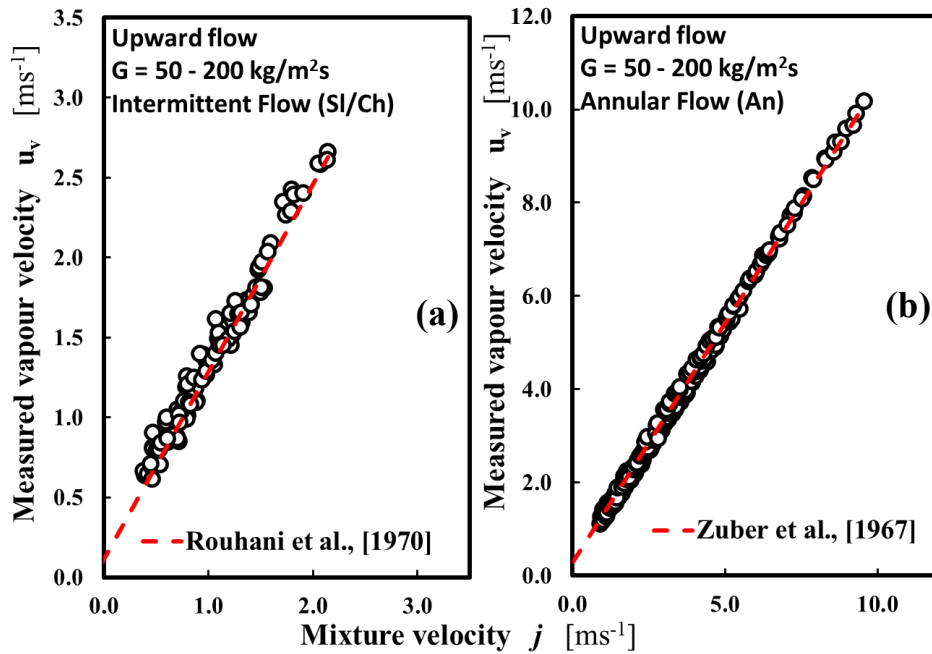 Measured vapour velocity uᵥ [ms⁻¹]
3.5
3.0
2.5
2.0
1.5
1.0
0.5
0.0
Upward flow
G = 50 - 200 kg/m²s
Intermittent Flow (Sl/Ch)
(a)
Rouhani et al., [1970]
0.0 1.0 2.0 3.0
Measured vapour velocity uᵥ [ms⁻¹]
12.0
10.0
8.0
6.0
4.0
2.0
0.0
Upward flow
G = 50 - 200 kg/m²s
Annular Flow (An)
(b)
Zuber et al., [1967]
0.0 5.0 10.0
Mixture velocity j [ms⁻¹]